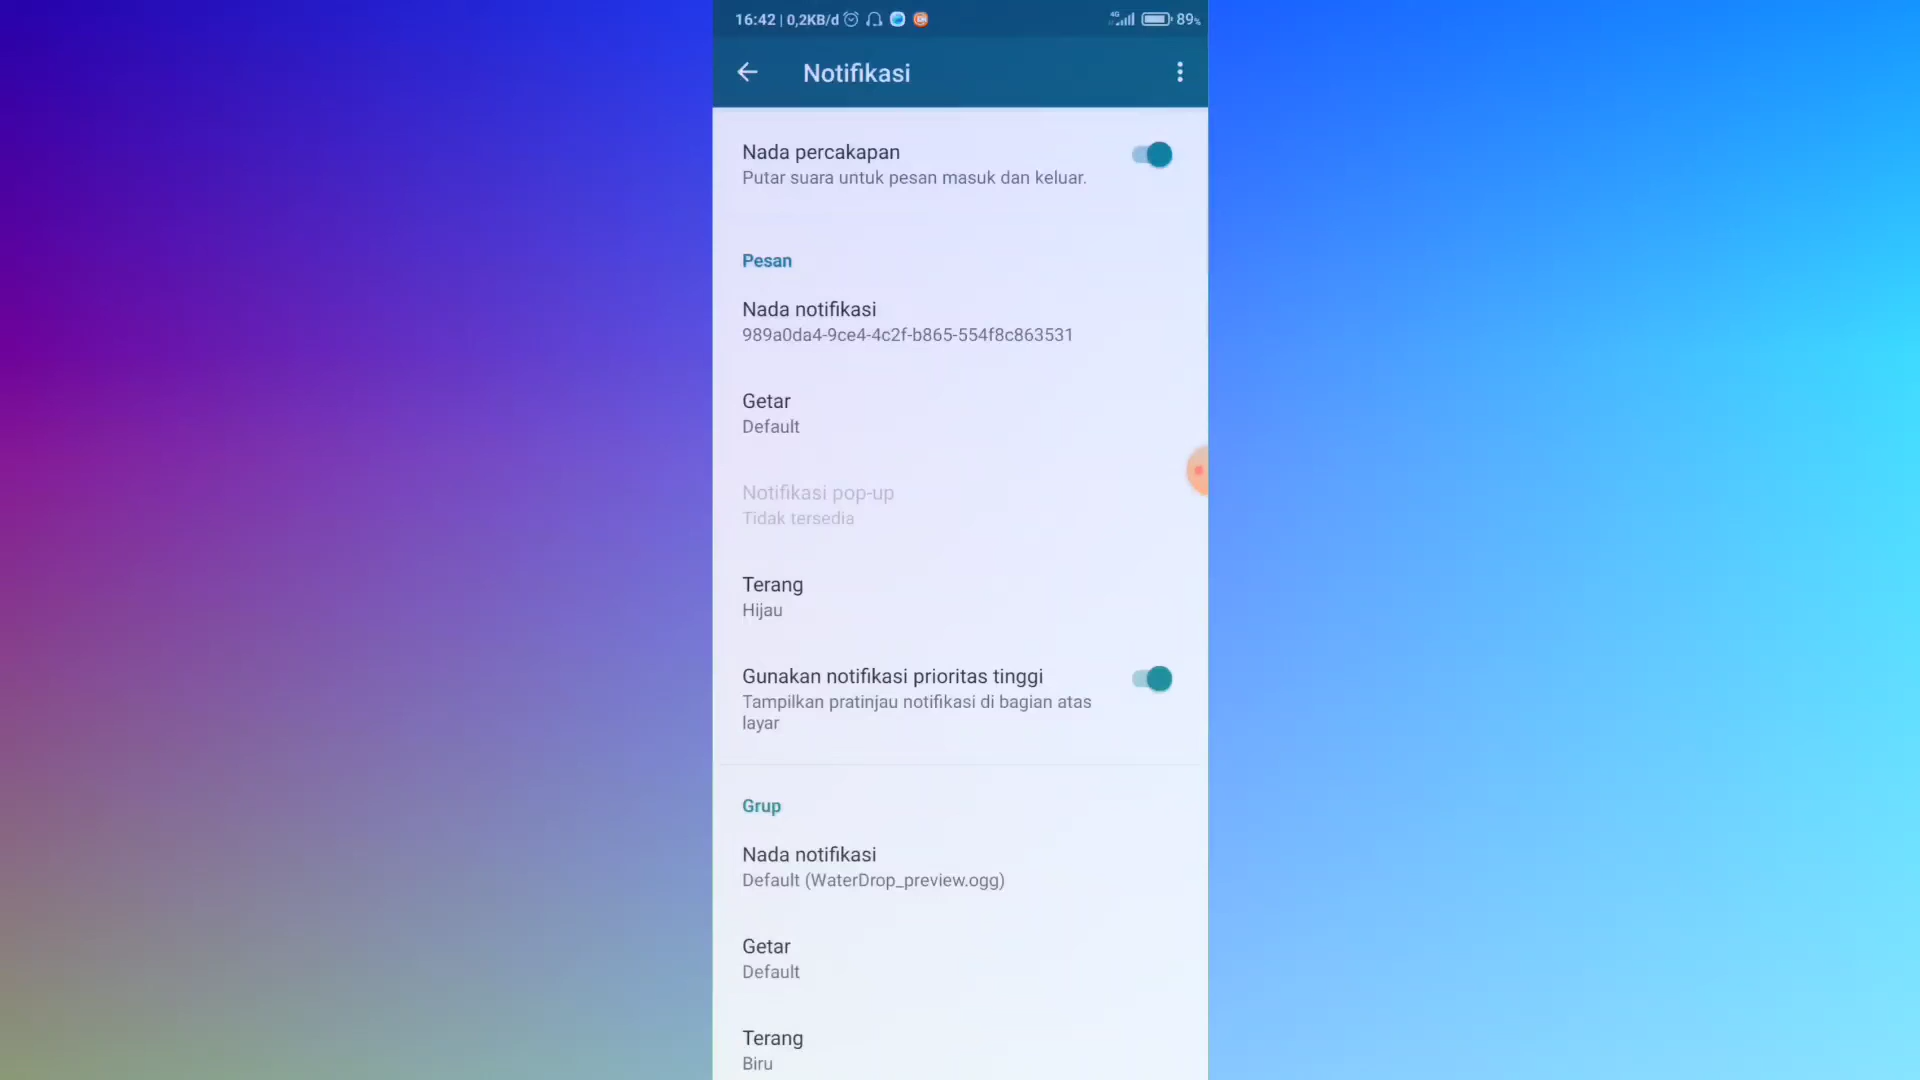 16:42 | 0,2KB/d
4G
89%
Notifikasi
Nada percakapan
Putar suara untuk pesan masuk dan keluar.
Pesan
Nada notifikasi
989a0da4-9ce4-4c2f-b865-554f8c863531
Getar
Default
Notifikasi pop-up
Tidak tersedia
Terang
Hijau
Gunakan notifikasi prioritas tinggi
Tampilkan pratinjau notifikasi di bagian atas
layar
Grup
Nada notifikasi
Default (WaterDrop_preview.ogg)
Getar
Default
Terang
Biru